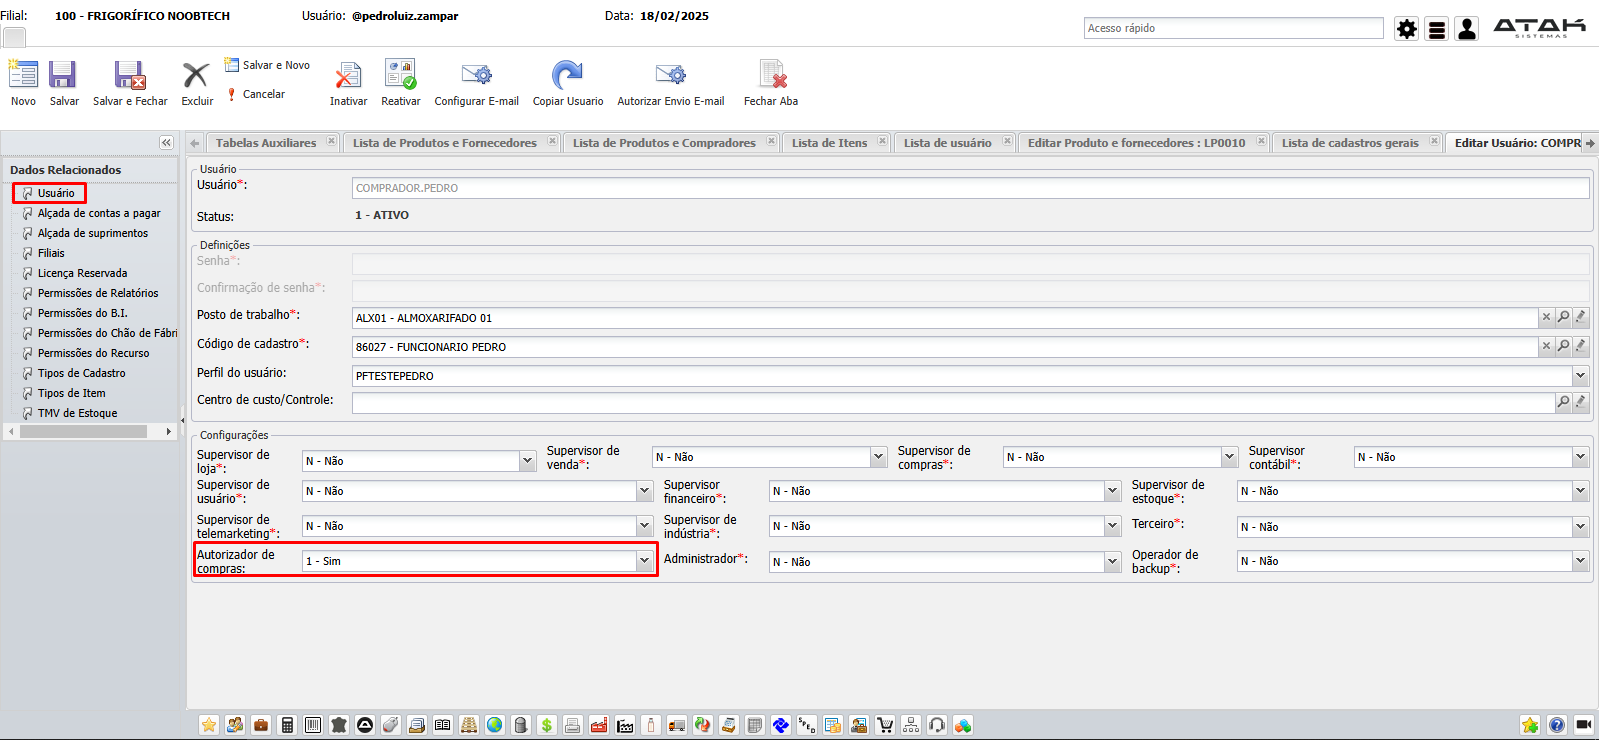 Filial: 100 - FRIGORÍFICO NOOBTECH Usuário: @pedroluiz.zampar Data: 18/02/2025
Acesso rápido
ATAK
SISTEMAS
Novo Salvar Salvar e Fechar Excluir Salvar e Novo
Cancelar
Inativar Reativar Configurar E-mail Copiar Usuario Autorizar Envio E-mail Fechar Aba
Tabelas Auxiliares Lista de Produtos e Fornecedores Lista de Produtos e Compradores Lista de Itens Lista de usuário Editar Produto e fornecedores : LP0010 Lista de cadastros gerais Editar Usuário: COMPR
Dados Relacionados
Usuário
Alçada de contas a pagar
Alçada de suprimentos
Filiais
Licença Reservada
Permissões de Relatórios
Permissões do B.I.
Permissões do Chão de Fábri
Permissões do Recurso
Tipos de Cadastro
Tipos de Item
TMV de Estoque
Usuário
Usuário*: COMPRADOR.PEDRO
Status: 1 - ATIVO
Definições
Senha*:
Confirmação de senha*:
Posto de trabalho*: ALX01 - ALMOXARIFADO 01
Código de cadastro*: 86027 - FUNCIONARIO PEDRO
Perfil do usuário: PFTESTEPEDRO
Centro de custo/Controle:
Configurações
Supervisor de loja*: N - Não Supervisor de venda*: N - Não Supervisor de compras*: N - Não Supervisor contábil*: N - Não
Supervisor de usuário*: N - Não Supervisor financeiro*: N - Não Supervisor de estoque*: N - Não
Supervisor de telemarketing*: N - Não Supervisor de indústria*: N - Não Terceiro*: N - Não
Autorizador de compras: 1 - Sim Administrador*: N - Não Operador de backup*: N - Não